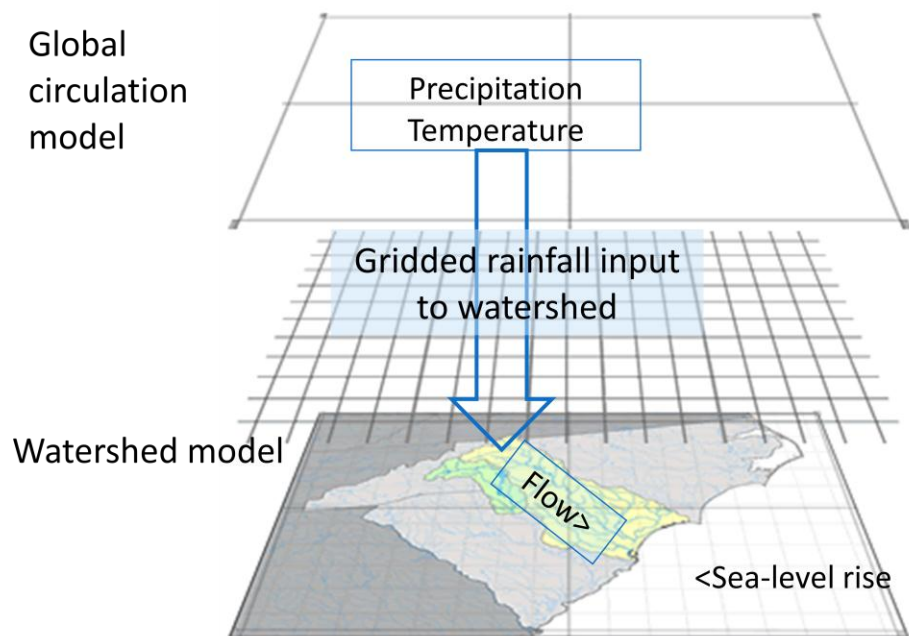 Global
circulation
model
Precipitation
Temperature
Gridded rainfall input
to watershed
Watershed model
Flow>
<Sea-level rise